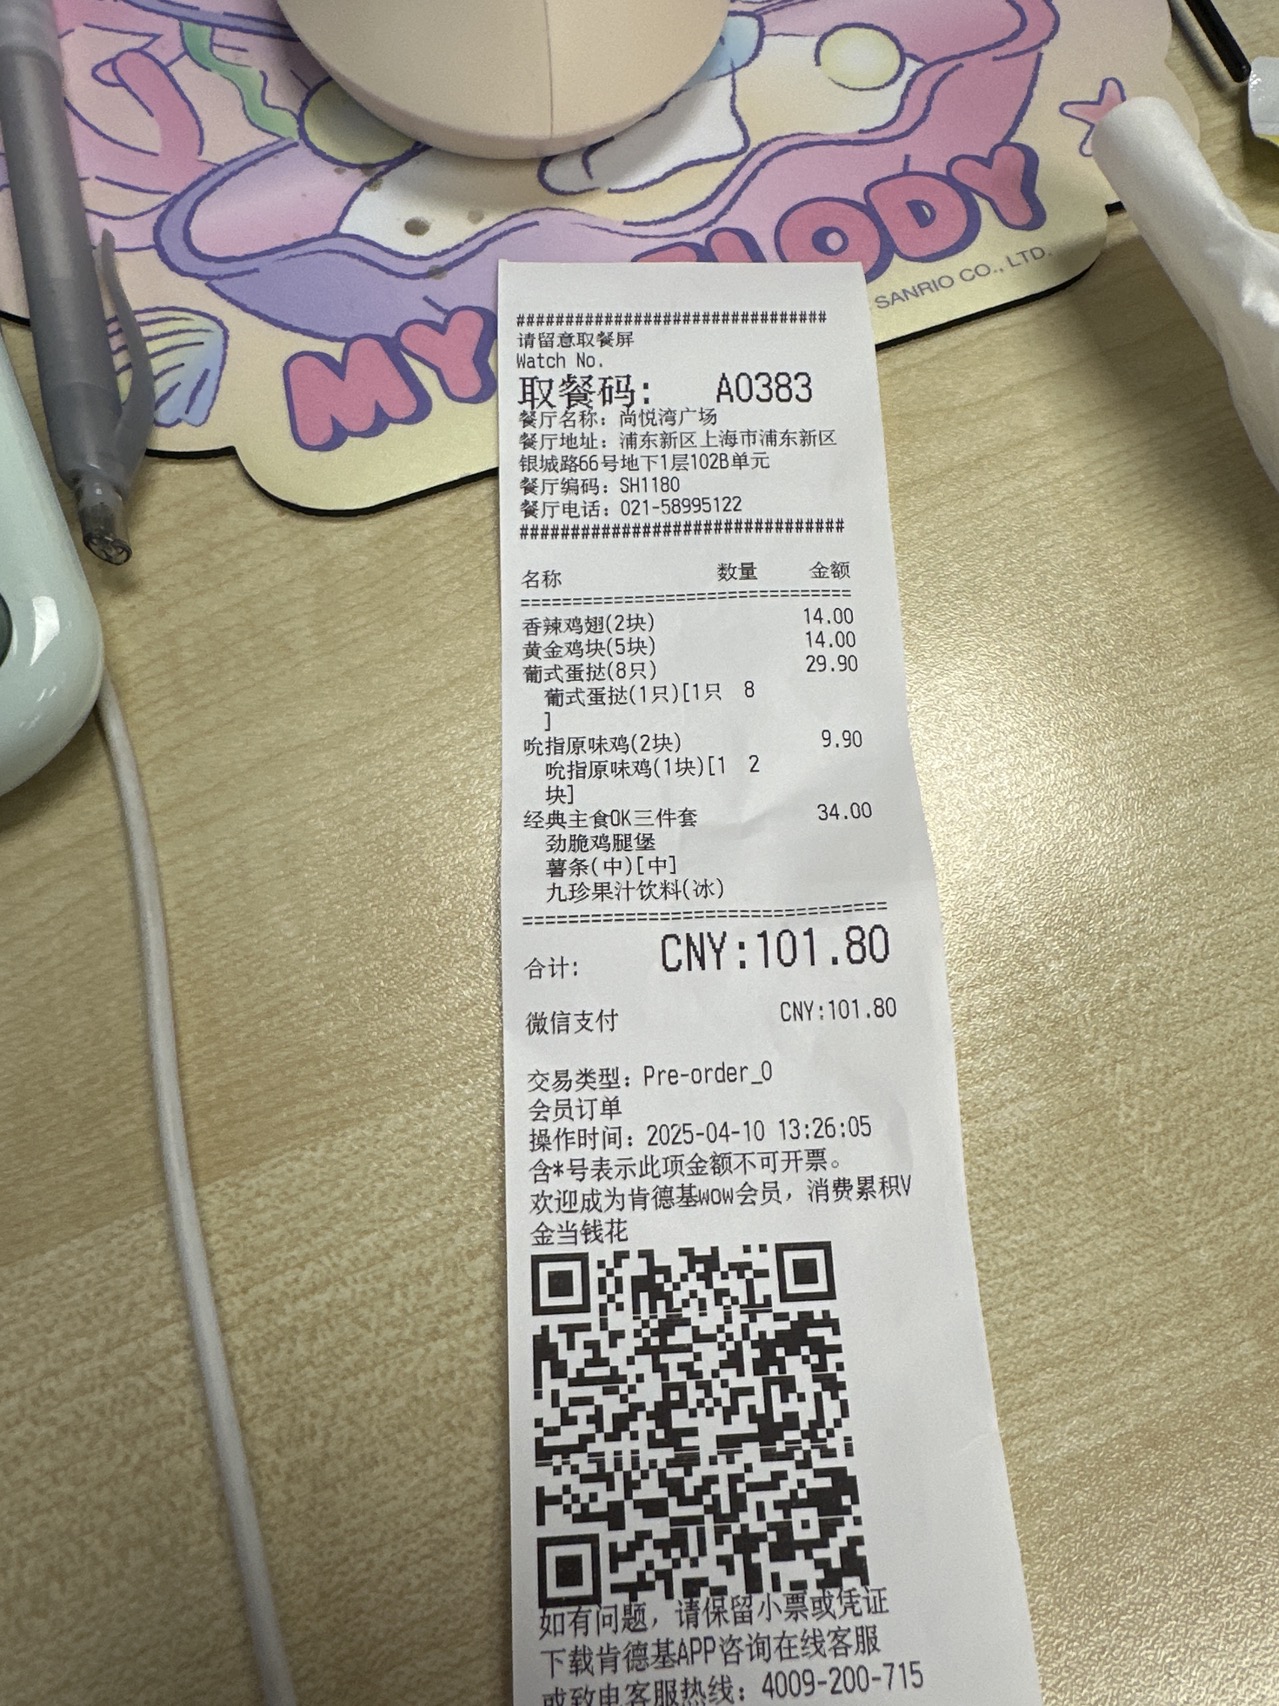 MY MELODY
SANRIO CO., LTD.
################################
请留意取餐屏
Watch No.
取餐码: A0383
餐厅名称: 尚悦湾广场
餐厅地址: 浦东新区上海市浦东新区
银城路66号地下1层102B单元
餐厅编码: SH1180
餐厅电话: 021-58995122
################################
名称 数量 金额
================================
香辣鸡翅(2块) 14.00
黄金鸡块(5块) 14.00
葡式蛋挞(8只) 29.90
葡式蛋挞(1只)[1只 8
]
吮指原味鸡(2块) 9.90
吮指原味鸡(1块)[1 2
块]
经典主食OK三件套 34.00
劲脆鸡腿堡
薯条(中)[中]
九珍果汁饮料(冰)
================================
合计: CNY:101.80
微信支付 CNY:101.80
交易类型: Pre-order_0
会员订单
操作时间: 2025-04-10 13:26:05
含*号表示此项金额不可开票。
欢迎成为肯德基wow会员, 消费累积V
金当钱花
如有问题, 请保留小票或凭证
下载肯德基APP咨询在线客服
或致电客服热线: 4009-200-715